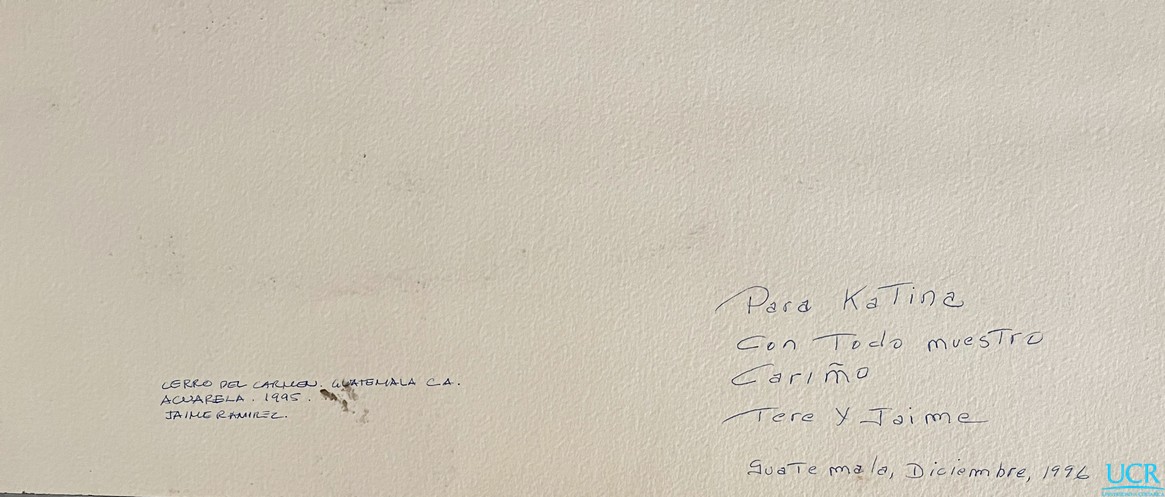 CERRO DEL CARMEN. GUATEMALA C.A.
ACUARELA. 1995.
JAIME RAMIREZ.
Para Katina
Con Todo nuestro
Cariño
Tere y Jaime
Guatemala, Diciembre, 1996
UCR